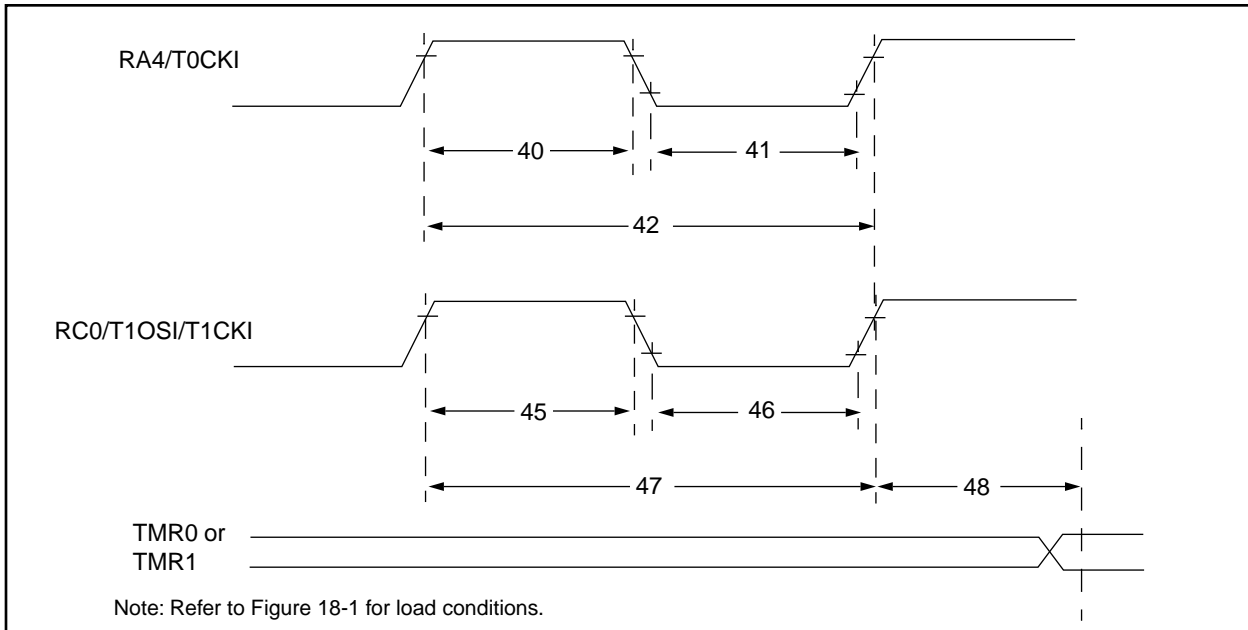 RA4/T0CKI
40
41
42
RC0/T1OSI/T1CKI
45
46
47
48
TMR0 or
TMR1
Note: Refer to Figure 18-1 for load conditions.